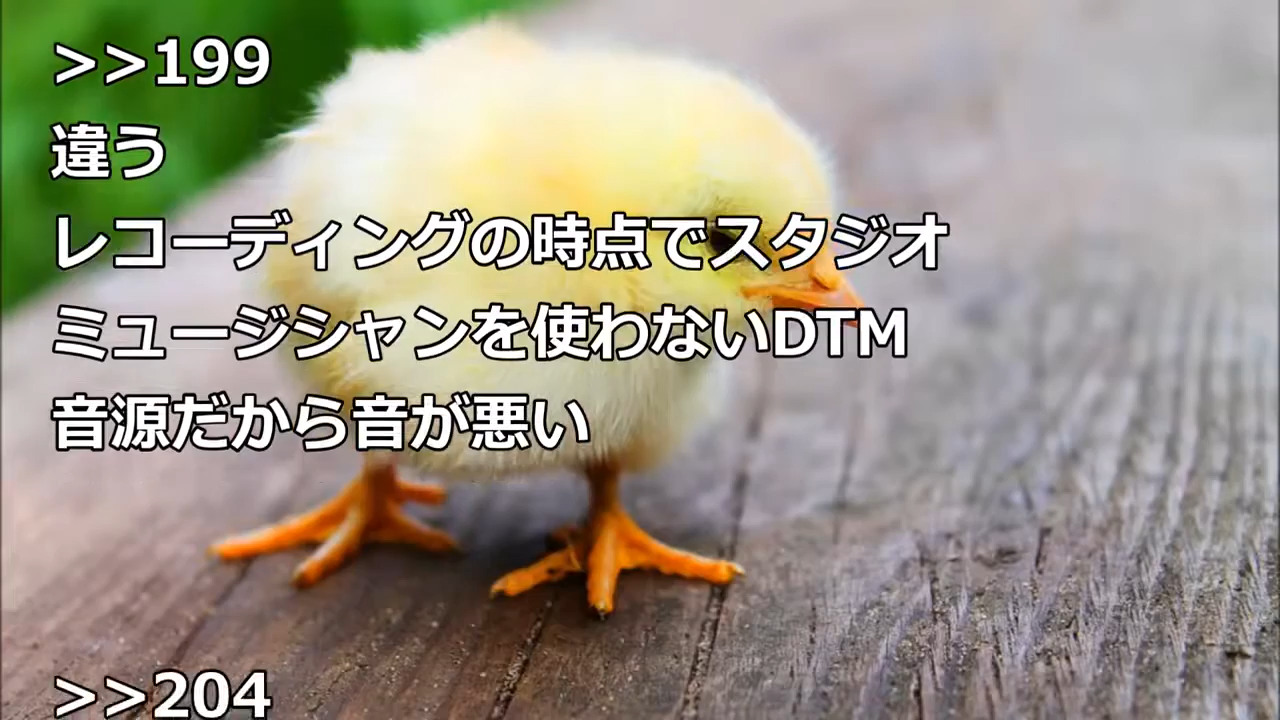 >>199
違う
レコーディングの時点でスタジオ
ミュージシャンを使わないDTM
音源だから音が悪い
>>204